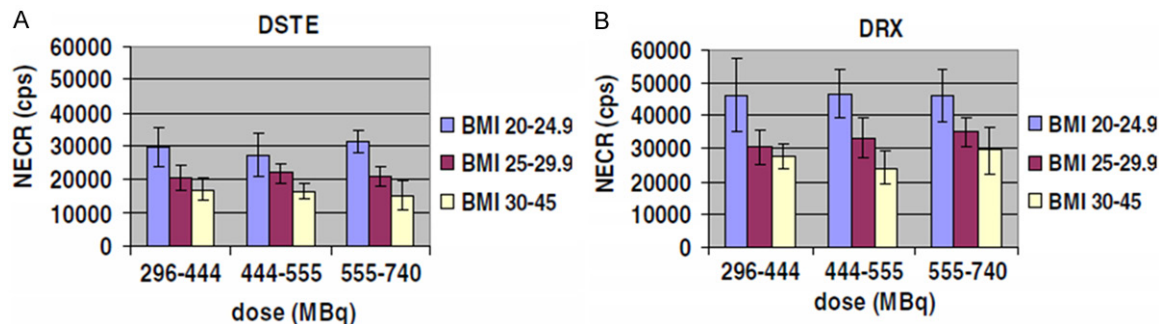 A
DSTE
NECR (cps)
60000
50000
40000
30000
20000
10000
0
296-444 444-555 555-740
dose (MBq)
BMI 20-24.9
BMI 25-29.9
BMI 30-45
B
DRX
NECR (cps)
60000
50000
40000
30000
20000
10000
0
296-444 444-555 555-740
dose (MBq)
BMI 20-24.9
BMI 25-29.9
BMI 30-45